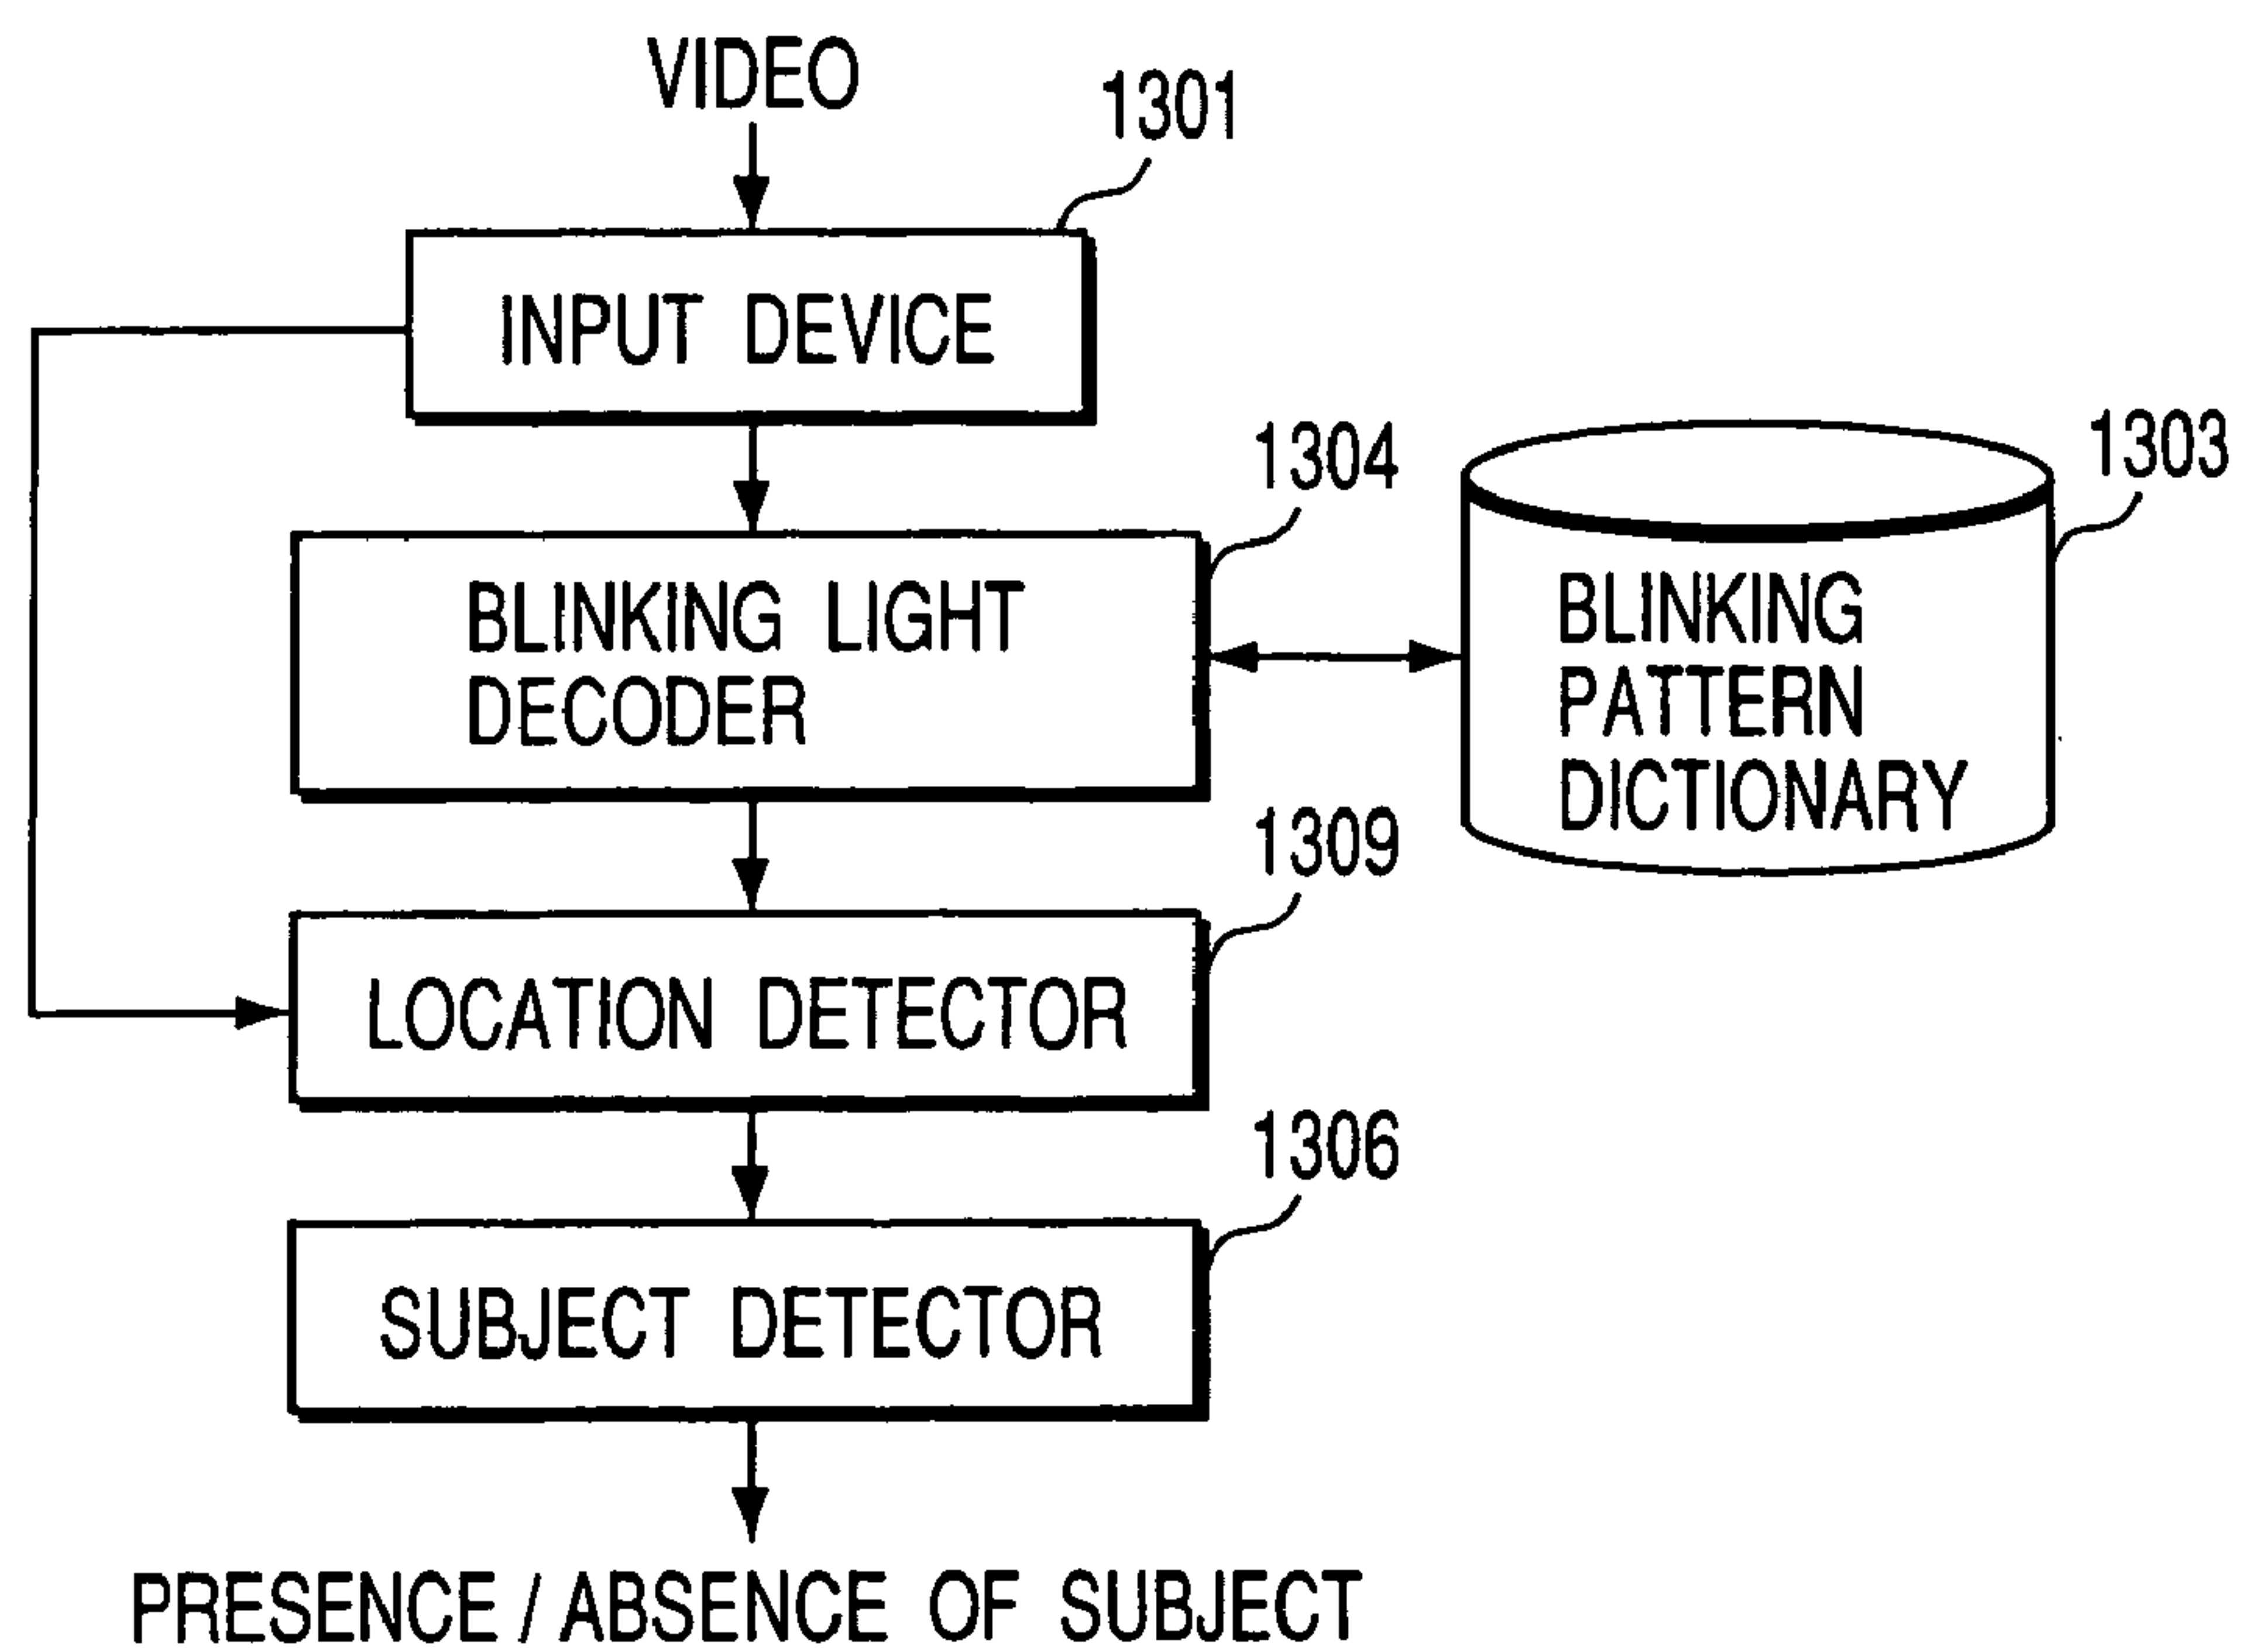 VIDEO
1301
INPUT DEVICE
1304
1303
BLINKING LIGHT
DECODER
BLINKING
PATTERN
DICTIONARY
1309
LOCATION DETECTOR
1306
SUBJECT DETECTOR
PRESENCE / ABSENCE OF SUBJECT